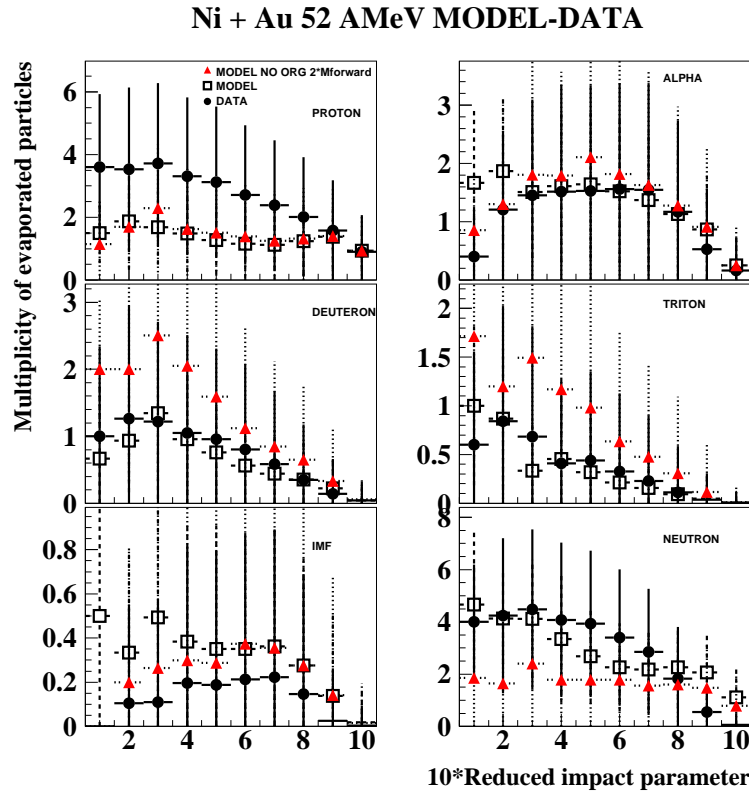 Ni + Au 52 AMeV MODEL-DATA
Multiplicity of evaporated particles
MODEL NO ORG 2*Mforward
MODEL
DATA
PROTON
6
4
2
0
ALPHA
3
2
1
0
DEUTERON
3
2
1
0
TRITON
2
1.5
1
0.5
0
IMF
0.8
0.6
0.4
0.2
0
2 4 6 8 10
NEUTRON
8
6
4
2
0
2 4 6 8 10
10*Reduced impact parameter